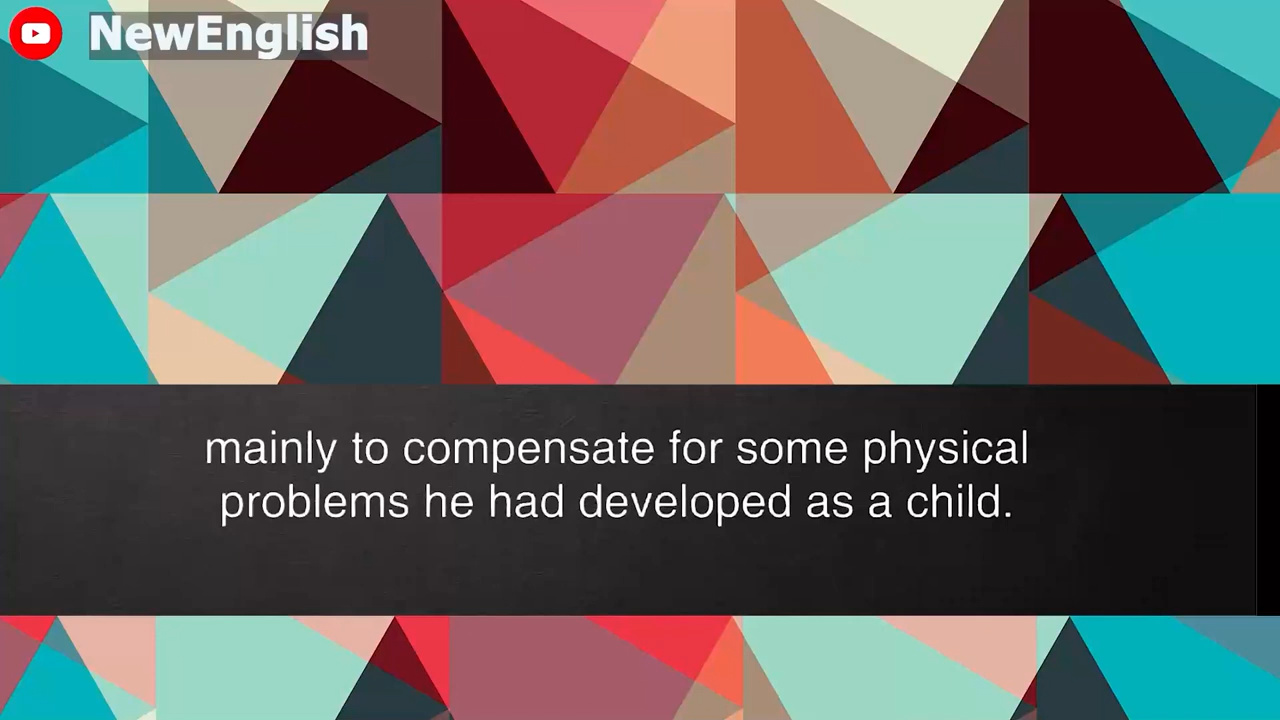 NewEnglish
mainly to compensate for some physical
problems he had developed as a child.